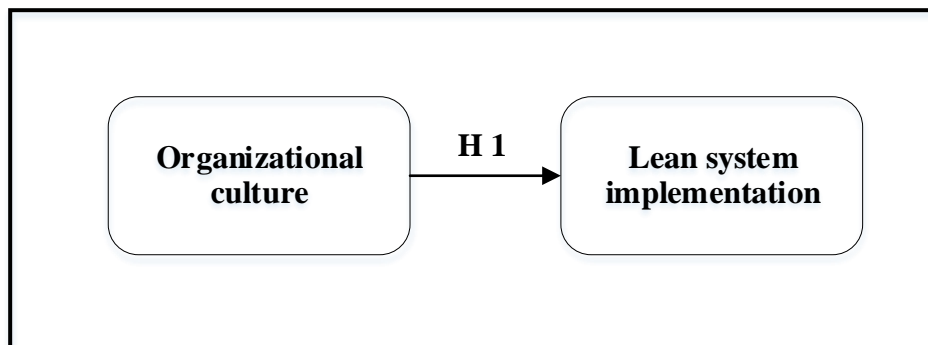 Organizational
culture
H 1
Lean system
implementation